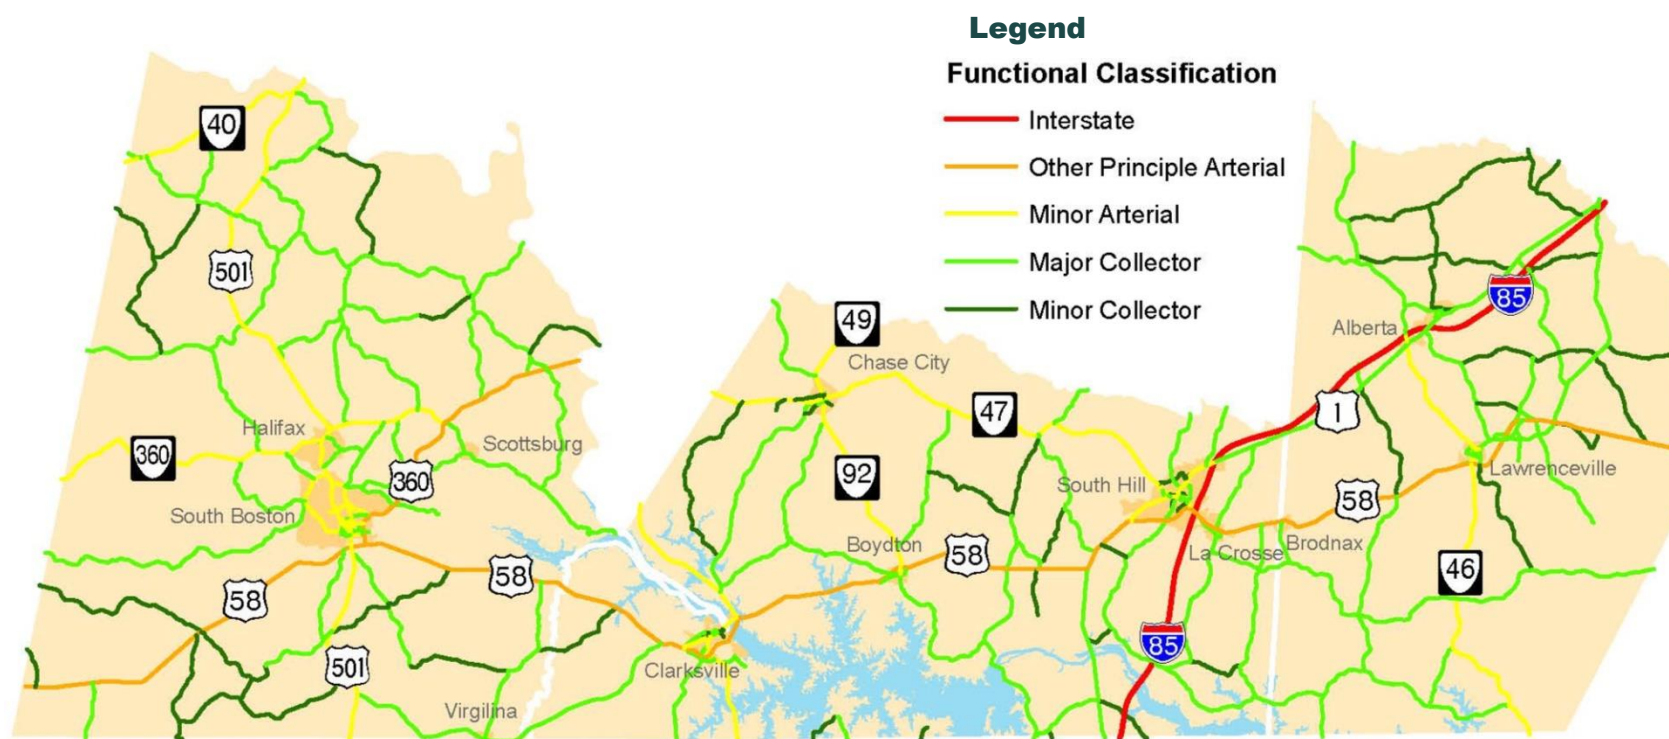 Legend
Functional Classification
Interstate
Other Principle Arterial
Minor Arterial
Major Collector
Minor Collector
40
501
85
49
Alberta
Chase City
47
1
Halifax
360
Scottsburg
360
92
South Hill
Lawrenceville
58
South Boston
Boydton
58
La Crosse
Brodnax
58
46
58
85
501
Clarksville
Virgilina